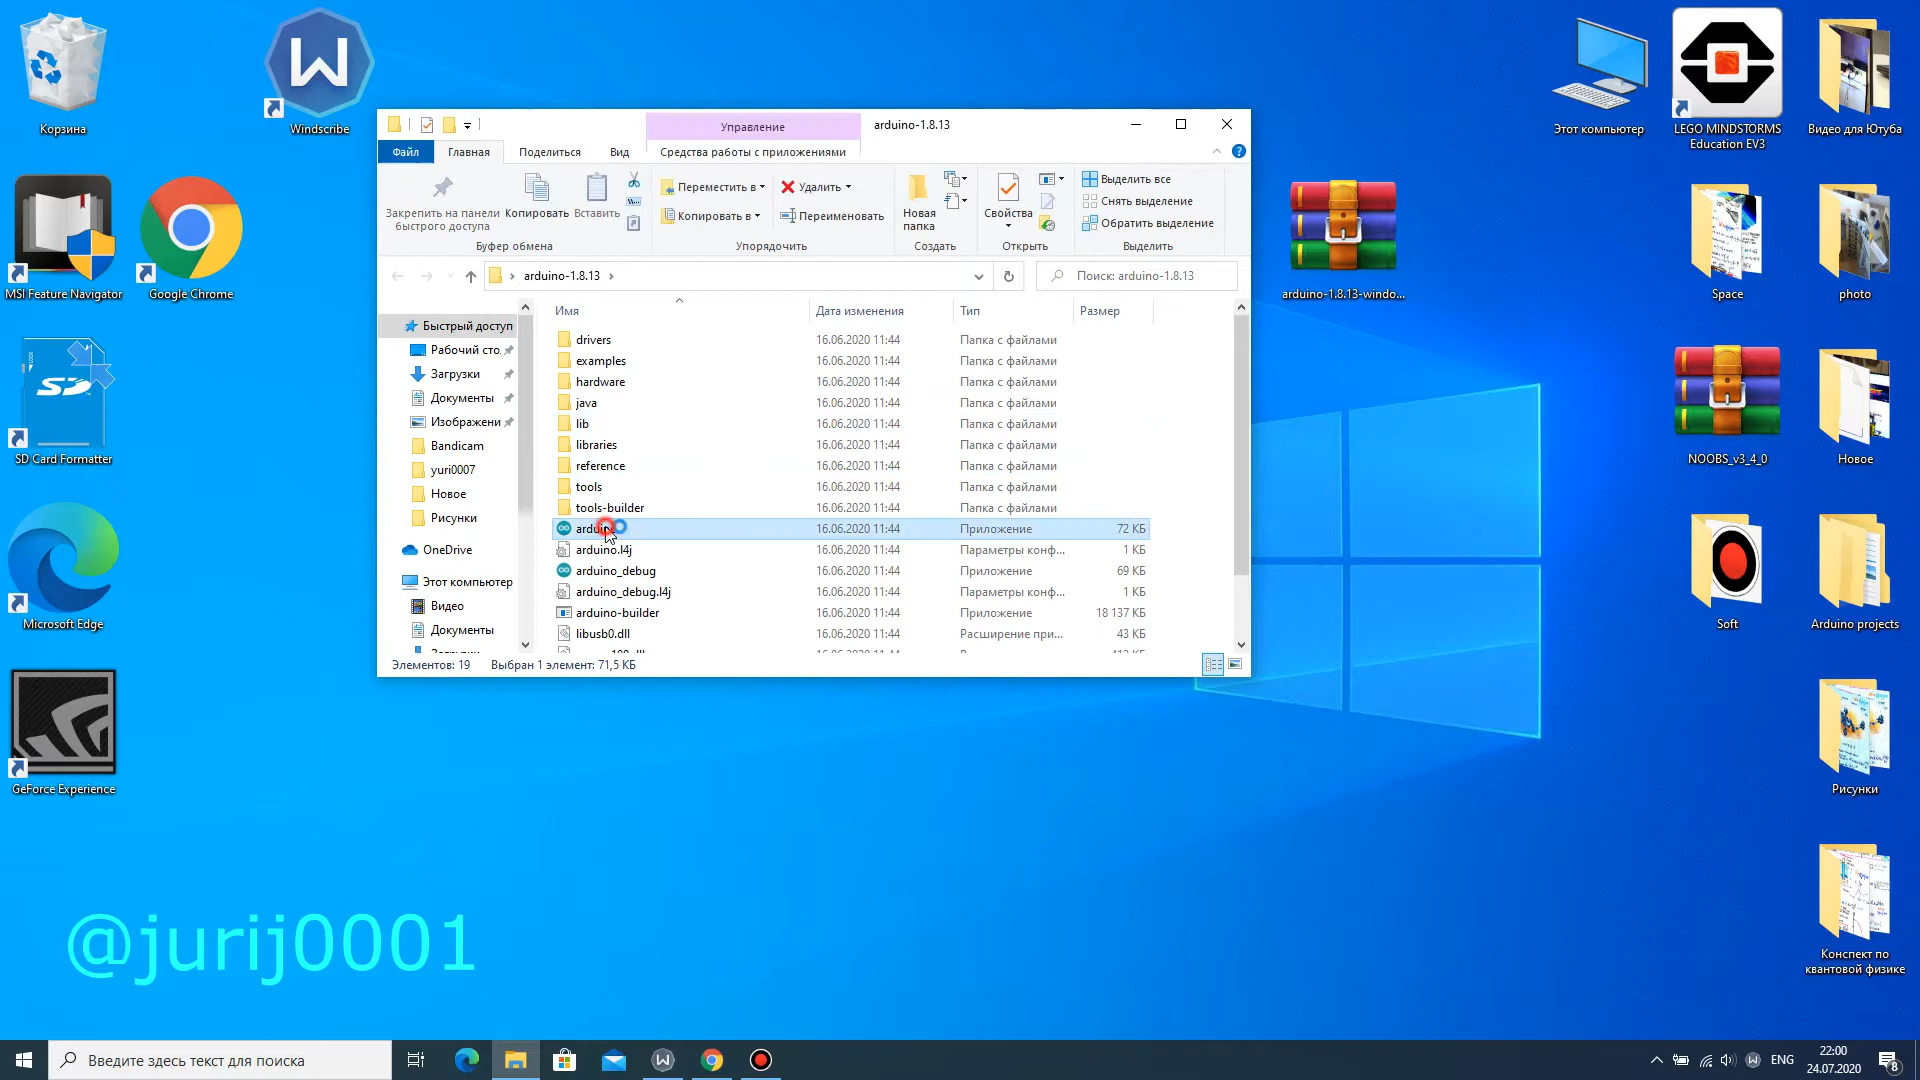 Корзина
Windscribe
MSI Feature Navigator
Google Chrome
SD Card Formatter
Microsoft Edge
GeForce Experience
Управление
arduino-1.8.13
Файл
Главная
Поделиться
Вид
Средства работы с приложениями
Закрепить на панели
быстрого доступа
Копировать
Вставить
Буфер обмена
Переместить в
Копировать в
Удалить
Переименовать
Упорядочить
Новая
папка
Создать
Свойства
Открыть
Выделить все
Снять выделение
Обратить выделение
Выделить
arduino-1.8.13
Поиск: arduino-1.8.13
Быстрый доступ
Рабочий сто.
Загрузки
Документы
Изображени
Bandicam
yuri0007
Новое
Рисунки
OneDrive
Этот компьютер
Видео
Документы
Имя Дата изменения Тип Размер
drivers 16.06.2020 11:44 Папка с файлами
examples 16.06.2020 11:44 Папка с файлами
hardware 16.06.2020 11:44 Папка с файлами
java 16.06.2020 11:44 Папка с файлами
lib 16.06.2020 11:44 Папка с файлами
libraries 16.06.2020 11:44 Папка с файлами
reference 16.06.2020 11:44 Папка с файлами
tools 16.06.2020 11:44 Папка с файлами
tools-builder 16.06.2020 11:44 Папка с файлами
16.06.2020 11:44 Приложение 72 КБ
arduino.l4j 16.06.2020 11:44 Параметры конф... 1 КБ
arduino_debug 16.06.2020 11:44 Приложение 69 КБ
arduino_debug.l4j 16.06.2020 11:44 Параметры конф... 1 КБ
arduino-builder 16.06.2020 11:44 Приложение 18 137 КБ
libusb0.dll 16.06.2020 11:44 Расширение при... 43 КБ
Элементов: 19 Выбран 1 элемент: 71,5 КБ
Этот компьютер
LEGO MINDSTORMS
Education EV3
Видео для Ютуба
arduino-1.8.13-windo...
Space
photo
NOOBS_v3_4_0
Новое
Soft
Arduino projects
Рисунки
Конспект по
квантовой физике
@jurij0001
Введите здесь текст для поиска
ENG
22:00
24.07.2020
8